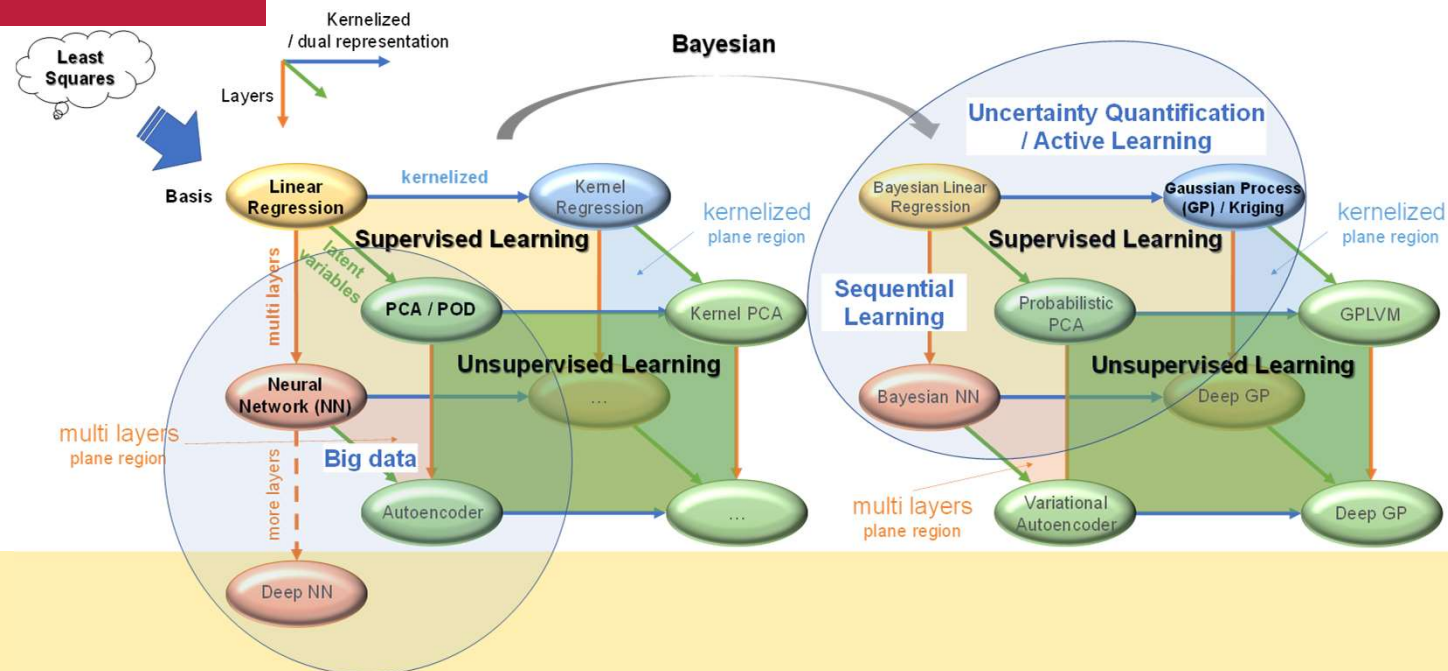 Least
Squares
Kernelized
/ dual representation
Layers
Bayesian
Uncertainty Quantification
/ Active Learning
Basis
Linear
Regression
kernelized
Kernel
Regression
Bayesian Linear
Regression
Gaussian Process
(GP) / Kriging
kernelized
plane region
kernelized
plane region
Supervised Learning
Supervised Learning
latent
variables
multi layers
PCA / POD
Kernel PCA
Sequential
Learning
Probabilistic
PCA
GPLVM
Unsupervised Learning
Unsupervised Learning
Neural
Network (NN)
...
Bayesian NN
Deep GP
multi layers
plane region
Big data
more layers
Autoencoder
...
multi layers
plane region
Variational
Autoencoder
Deep GP
Deep NN